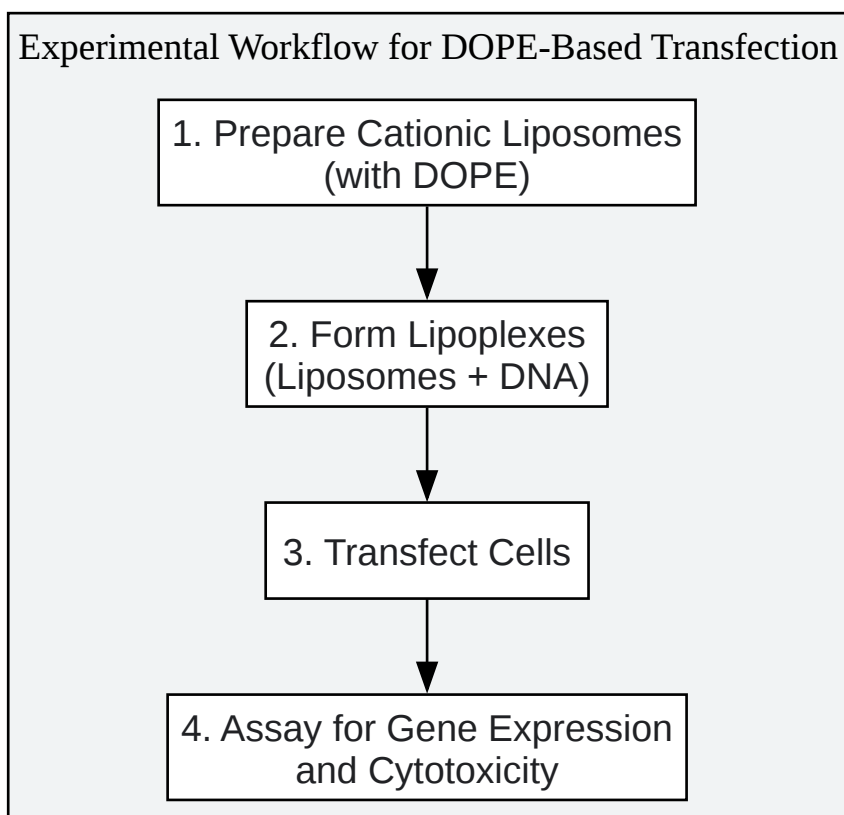 Experimental Workflow for DOPE-Based Transfection
1. Prepare Cationic Liposomes
(with DOPE)
2. Form Lipoplexes
(Liposomes + DNA)
3. Transfect Cells
4. Assay for Gene Expression
and Cytotoxicity